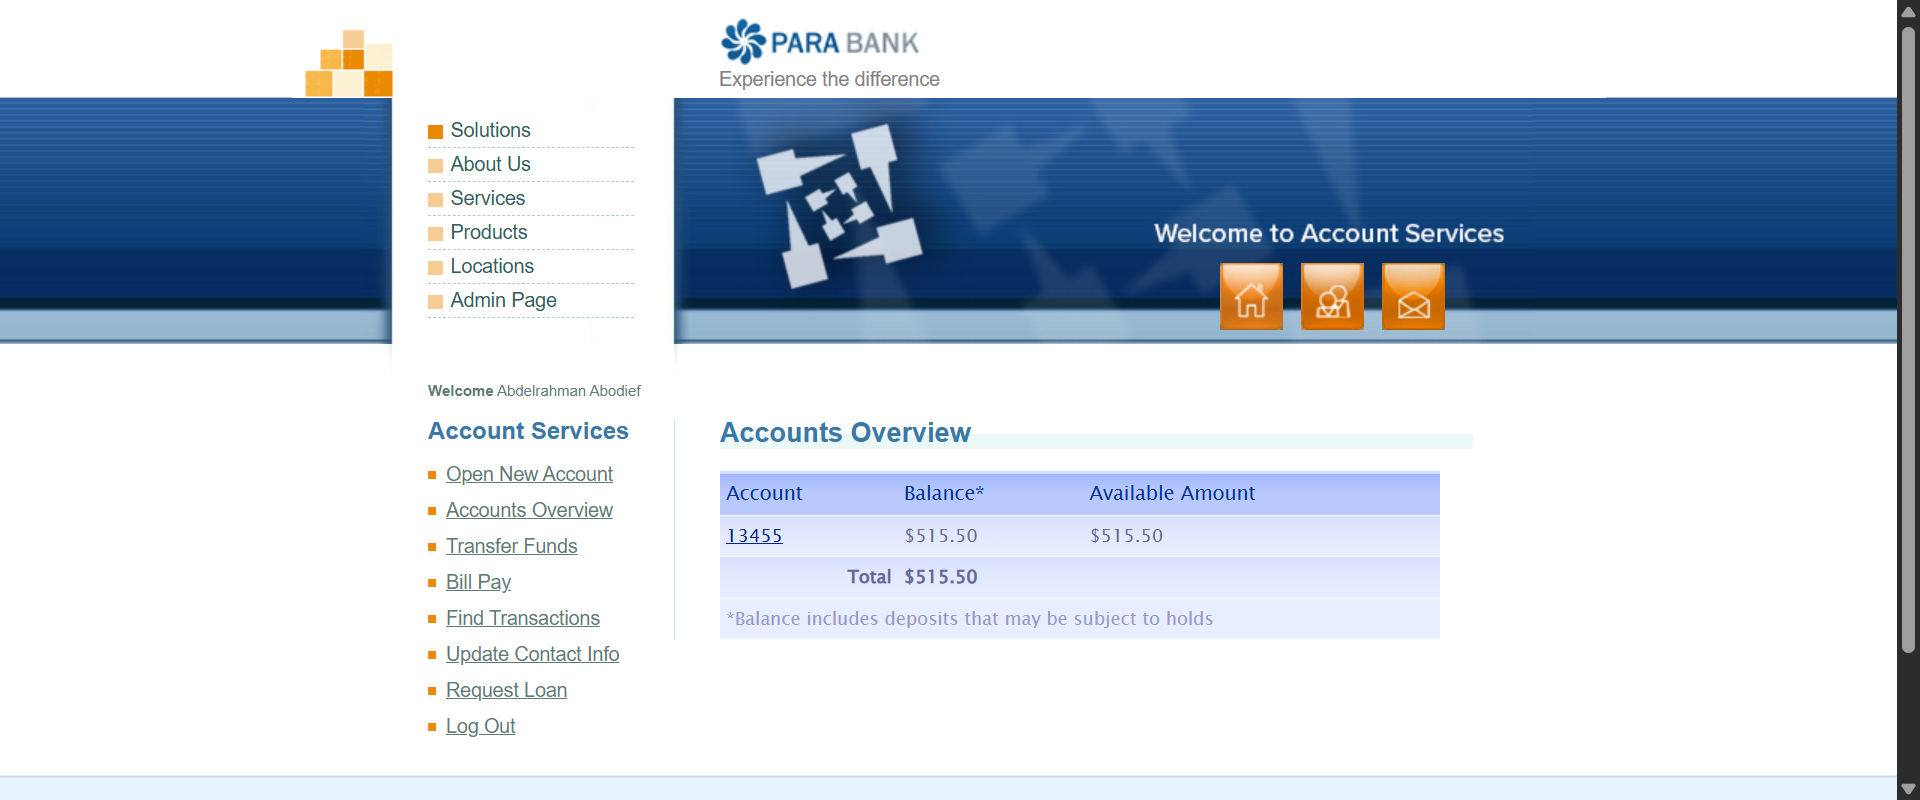 PARA BANK
Experience the difference
Solutions
About Us
Services
Products
Locations
Admin Page
Welcome to Account Services
Welcome Abdelrahman Abodief
Account Services
Open New Account
Accounts Overview
Transfer Funds
Bill Pay
Find Transactions
Update Contact Info
Request Loan
Log Out
Accounts Overview
Account Balance* Available Amount
13455 $515.50 $515.50
Total $515.50
*Balance includes deposits that may be subject to holds